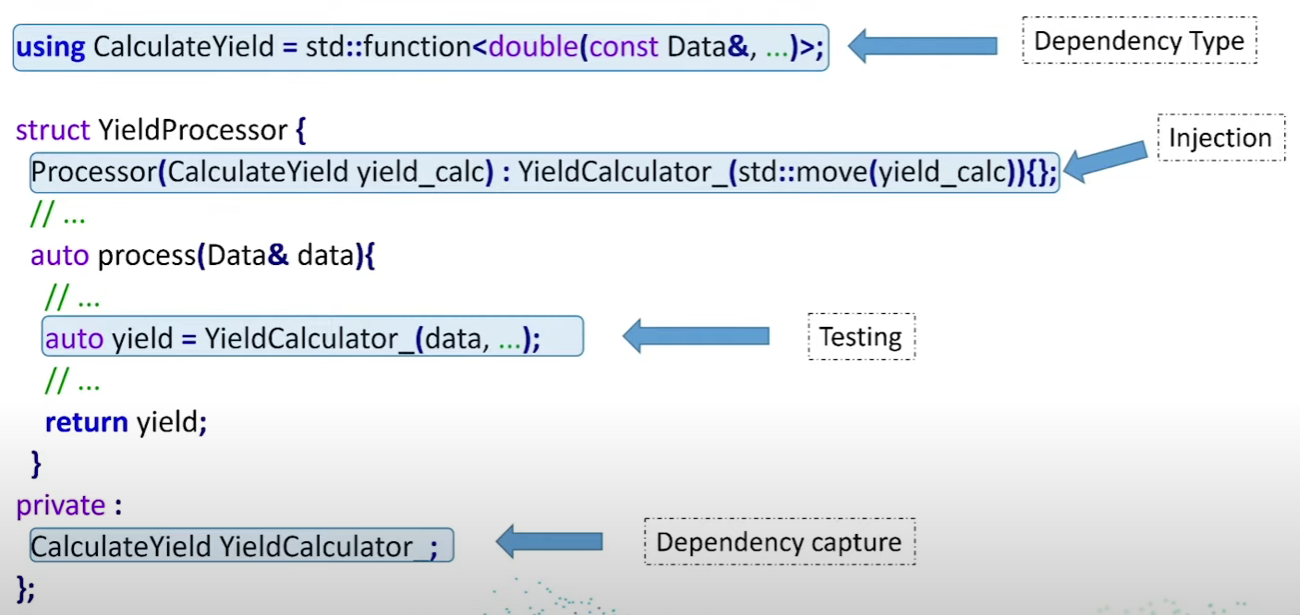 using CalculateYield = std::function<double(const Data&, ...)>; Dependency Type
struct YieldProcessor {
Injection
Processor(CalculateYield yield_calc) : YieldCalculator_(std::move(yield_calc)){};
// ...
auto process(Data& data){
// ...
auto yield = YieldCalculator_(data, ...); Testing
// ...
return yield;
}
private :
CalculateYield YieldCalculator_; Dependency capture
};